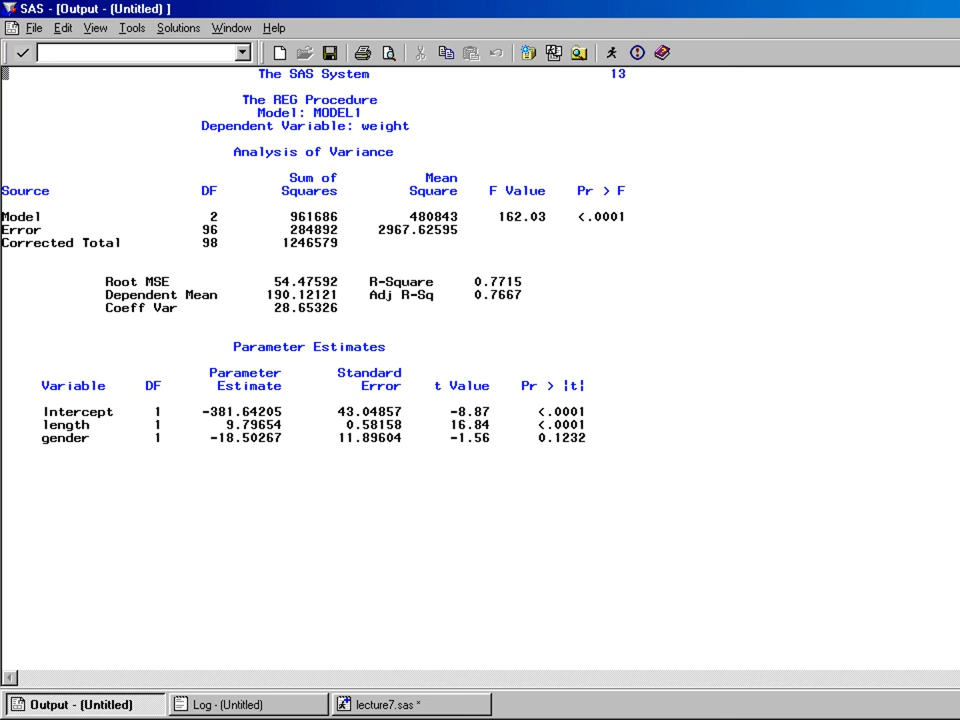 SAS - [Output - (Untitled) ]
File Edit View Tools Solutions Window Help
The SAS System 13
The REG Procedure
Model: MODEL1
Dependent Variable: weight
Analysis of Variance
Sum of Mean
Source DF Squares Square F Value Pr > F
Model 2 961686 480843 162.03 <.0001
Error 96 284892 2967.62595
Corrected Total 98 1246579
Root MSE 54.47592 R-Square 0.7715
Dependent Mean 190.12121 Adj R-Sq 0.7667
Coeff Var 28.65326
Parameter Estimates
Parameter Standard
Variable DF Estimate Error t Value Pr > |t|
Intercept 1 -381.64205 43.04857 -8.87 <.0001
length 1 9.79654 0.58158 16.84 <.0001
gender 1 -18.50267 11.89604 -1.56 0.1232
Output - (Untitled) Log - (Untitled) lecture7.sas *